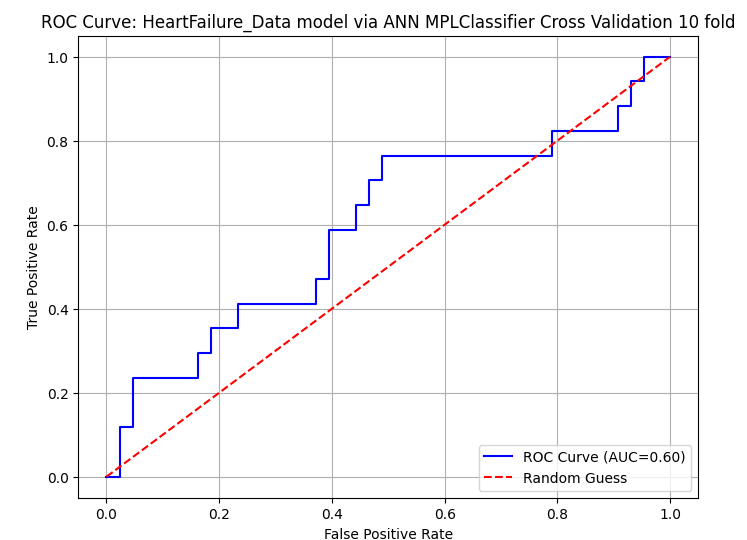 ROC Curve: HeartFailure_Data model via ANN MPLClassifier Cross Validation 10 fold
1.0
0.8
0.6
0.4
0.2
0.0
True Positive Rate
ROC Curve (AUC=0.60)
Random Guess
0.0 0.2 0.4 0.6 0.8 1.0
False Positive Rate